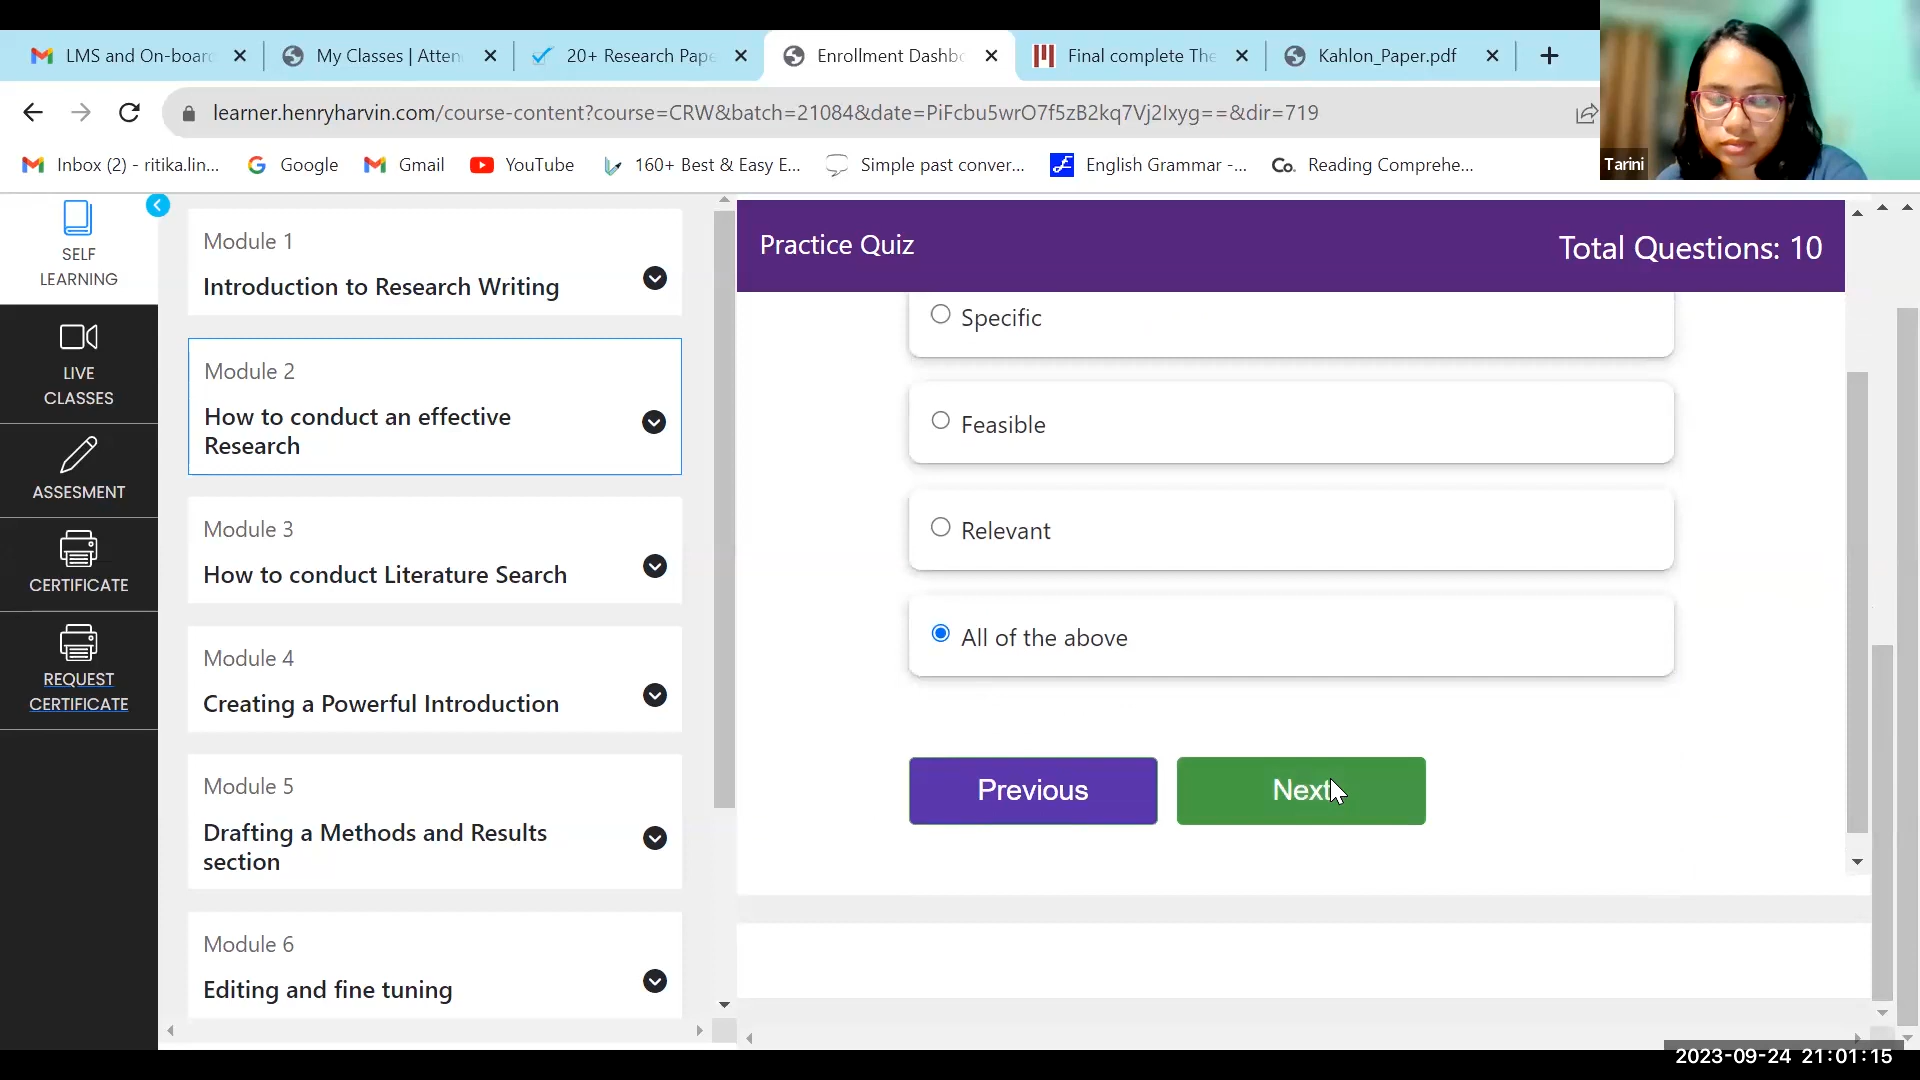 LMS and On-boar
My Classes | Atten
20+ Research Pape
Enrollment Dashbo
Final complete The
Kahlon_Paper.pdf
learner.henryharvin.com/course-content?course=CRW&batch=21084&date=PiFcbu5wrO7f5zB2kq7Vj2Ixyg==&dir=719
Inbox (2) - ritika.lin...
Google
Gmail
YouTube
160+ Best & Easy E...
Simple past conver...
English Grammar -...
Co.
Reading Comprehe...
Tarini
SELF
LEARNING
LIVE
CLASSES
ASSESMENT
CERTIFICATE
REQUEST
CERTIFICATE
Module 1
Introduction to Research Writing
Module 2
How to conduct an effective
Research
Module 3
How to conduct Literature Search
Module 4
Creating a Powerful Introduction
Module 5
Drafting a Methods and Results
section
Module 6
Editing and fine tuning
Practice Quiz
Total Questions: 10
Specific
Feasible
Relevant
All of the above
Previous
Next
2023-09-24 21:01:15